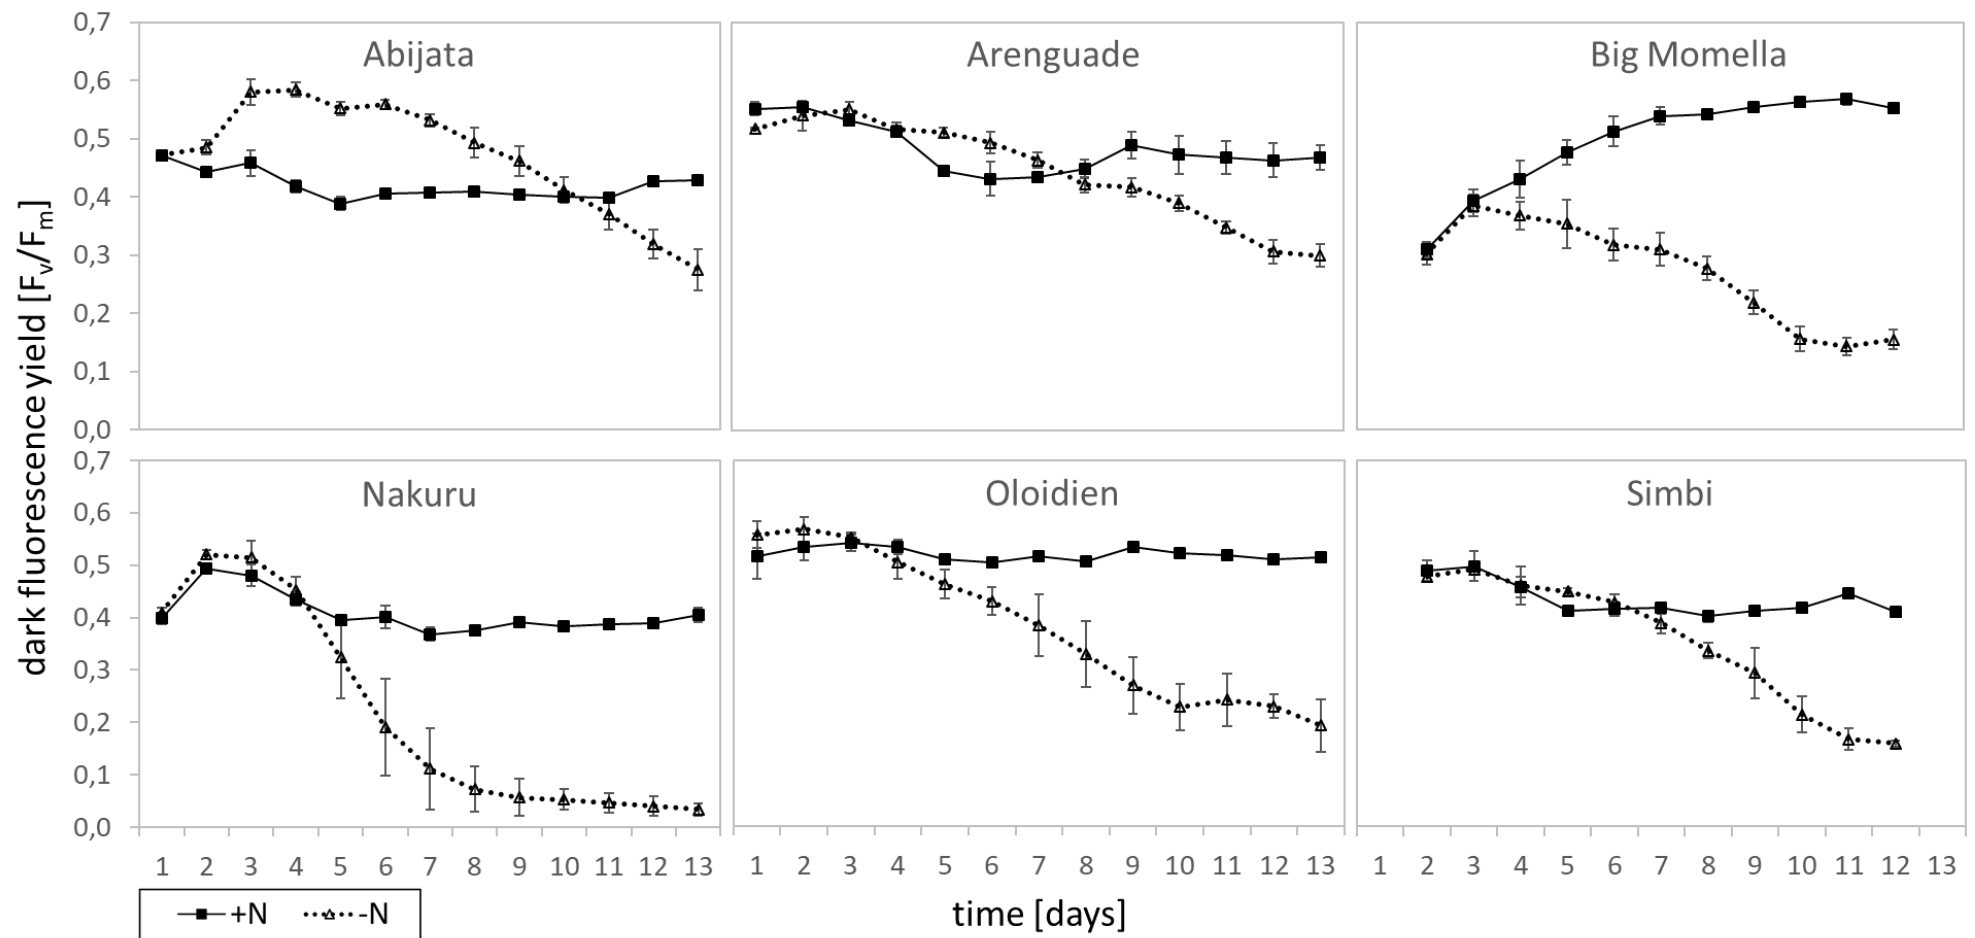 dark fluorescence yield [Fv/Fm]
0,7
0,6
0,5
0,4
0,3
0,2
0,1
0,0
Abijata
Arenguade
Big Momella
0,7
0,6
0,5
0,4
0,3
0,2
0,1
0,0
Nakuru
Oloidien
Simbi
1 2 3 4 5 6 7 8 9 10 11 12 13
1 2 3 4 5 6 7 8 9 10 11 12 13
1 2 3 4 5 6 7 8 9 10 11 12 13
+N -N
time [days]